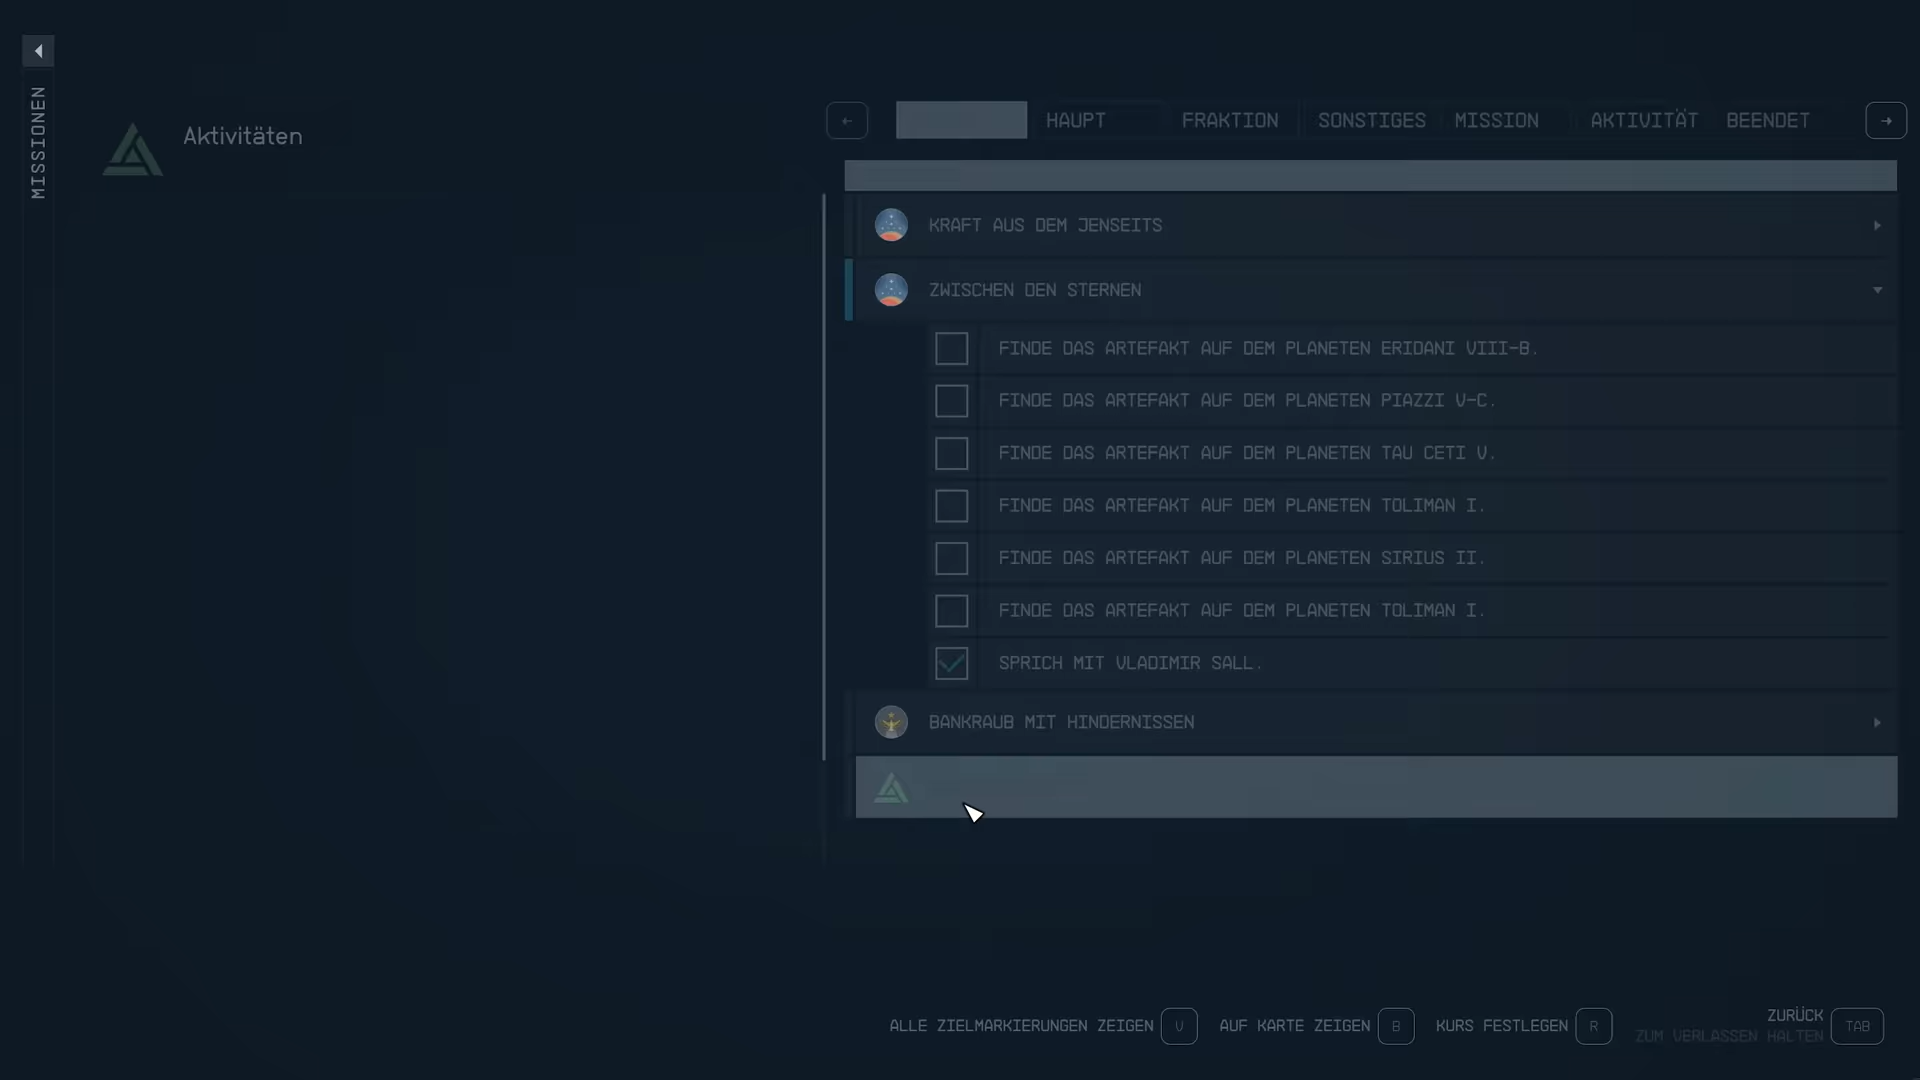 MISSIONEN
Aktivitäten
HAUPT FRAKTION SONSTIGES MISSION AKTIVITÄT BEENDET
KRAFT AUS DEM JENSEITS
ZWISCHEN DEN STERNEN
FINDE DAS ARTEFAKT AUF DEM PLANETEN ERIDANI VIII-B.
FINDE DAS ARTEFAKT AUF DEM PLANETEN PIAZZI V-C.
FINDE DAS ARTEFAKT AUF DEM PLANETEN TAU CETI V.
FINDE DAS ARTEFAKT AUF DEM PLANETEN TOLIMAN I.
FINDE DAS ARTEFAKT AUF DEM PLANETEN SIRIUS II.
FINDE DAS ARTEFAKT AUF DEM PLANETEN TOLIMAN I.
SPRICH MIT VLADIMIR SALL.
BANKRAUB MIT HINDERNISSEN
ALLE ZIELMARKIERUNGEN ZEIGEN V AUF KARTE ZEIGEN B KURS FESTLEGEN R ZURÜCK TAB
ZUM VERLASSEN HALTEN